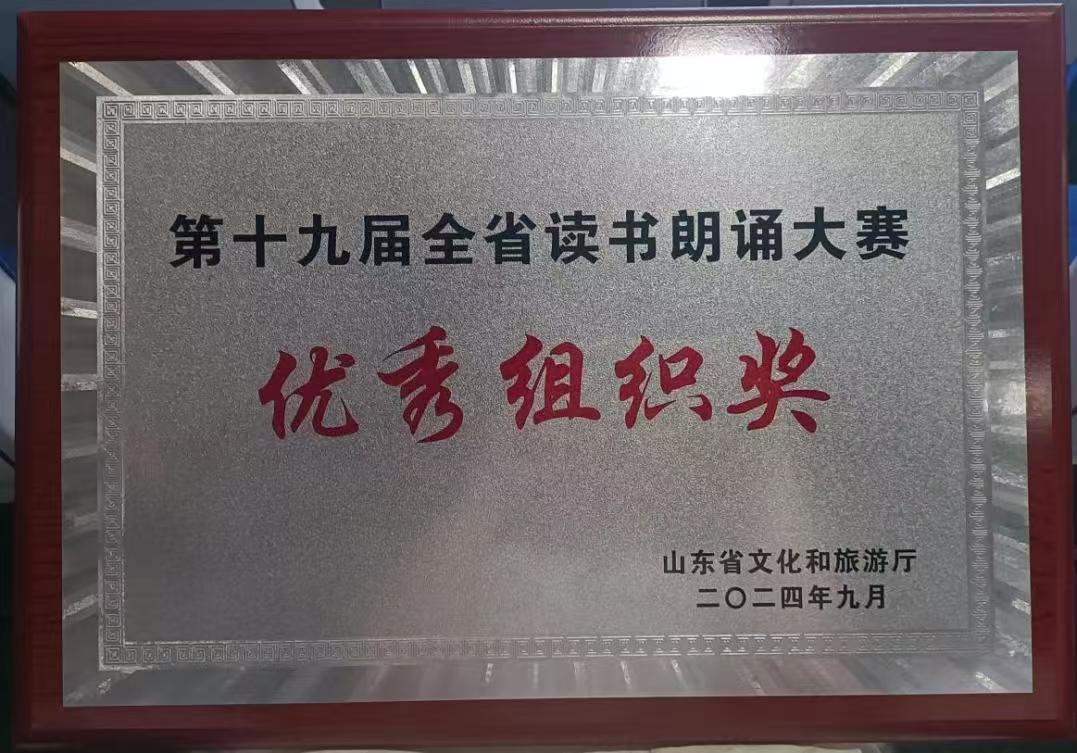 第十九届全省读书朗诵大赛
优秀组织奖
山东省文化和旅游厅
二〇二四年九月